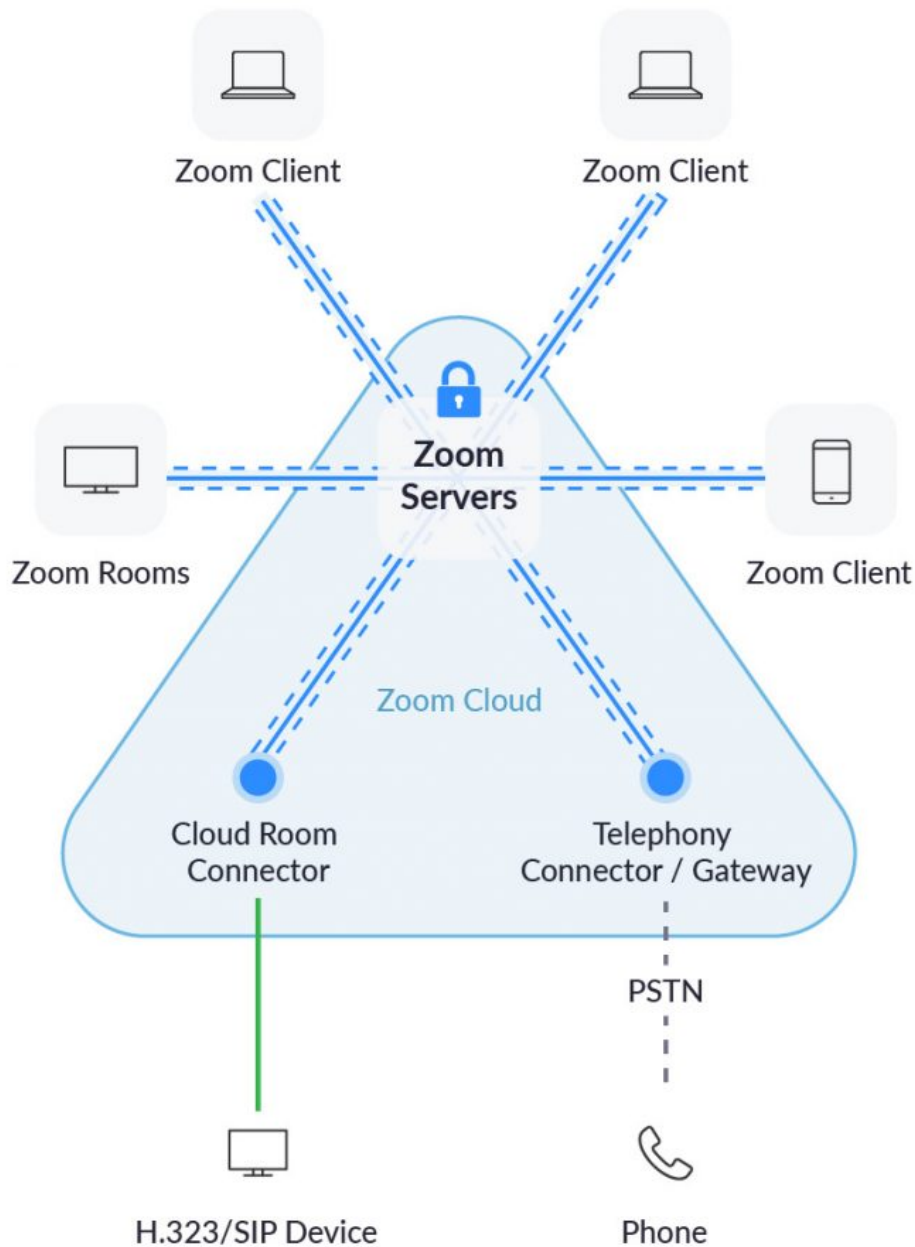 Zoom Client
Zoom Client
Zoom
Servers
Zoom Rooms
Zoom Client
Zoom Cloud
Cloud Room
Connector
Telephony
Connector / Gateway
PSTN
H.323/SIP Device
Phone